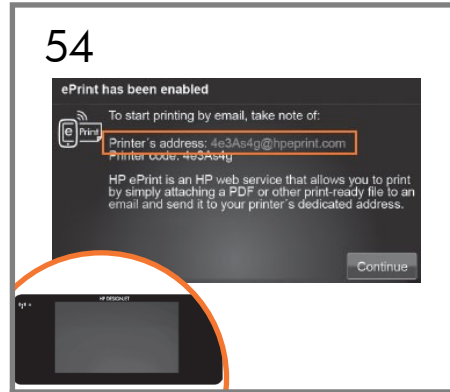 54
ePrint has been enabled
To start printing by email, take note of:
e Print
Printer´s address: 4e3As4g@hpeprint.com
Printer code: 4e3As4g
HP ePrint is an HP web service that allows you to print
by simply attaching a PDF or other print-ready file to an
email and send it to your printer´s dedicated address.
Continue
HP DESIGNJET